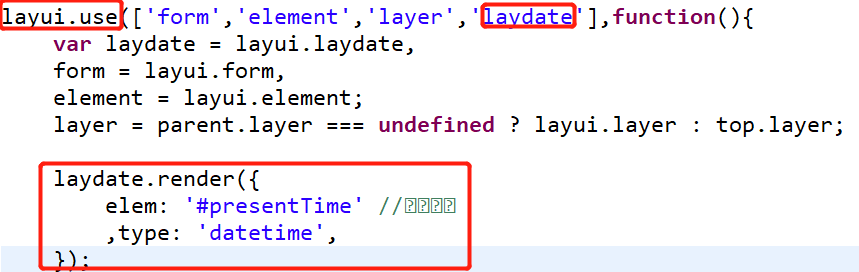 layui.use(['form','element','layer','laydate'],function(){
var laydate = layui.laydate,
form = layui.form,
element = layui.element;
layer = parent.layer === undefined ? layui.layer : top.layer;
laydate.render({
elem: '#presentTime' //
,type: 'datetime',
});